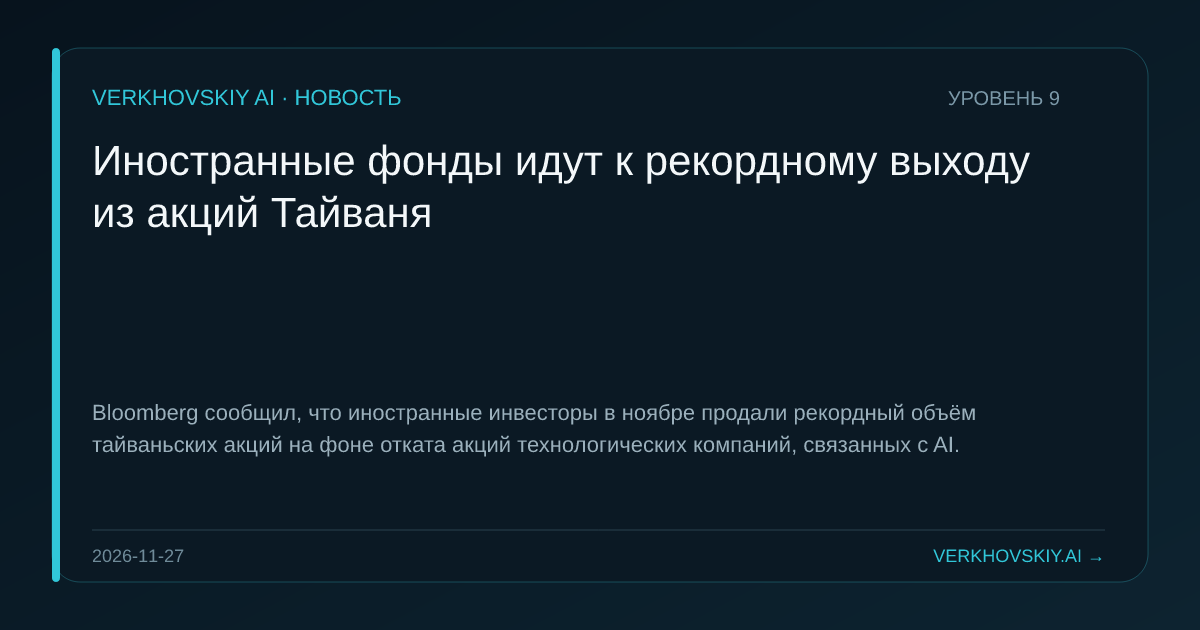 VERKHOVSKIY AI · НОВОСТЬ
УРОВЕНЬ 9
Иностранные фонды идут к рекордному выходу
из акций Тайваня
Bloomberg сообщил, что иностранные инвесторы в ноябре продали рекордный объём
тайваньских акций на фоне отката акций технологических компаний, связанных с AI.
2026-11-27
VERKHOVSKIY.AI →